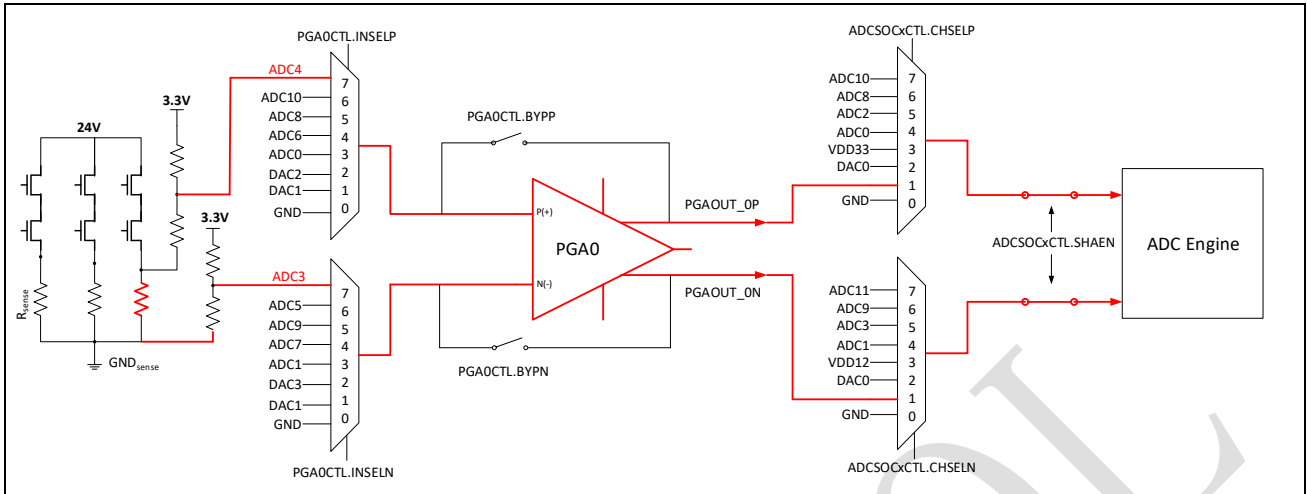 PGA0CTL.INSELP
ADC4
7
ADC10
6
ADC8
5
ADC6
4
ADC0
3
DAC2
2
DAC1
1
GND
0
3.3V
24V
3.3V
Rsense
GNDsense
ADC3
7
ADC5
6
ADC9
5
ADC7
4
ADC1
3
DAC3
2
DAC1
1
GND
0
PGA0CTL.INSELN
PGA0CTL.BYPP
P(+)
PGA0
N(-)
PGA0CTL.BYPN
PGAOUT_0P
PGAOUT_0N
ADCSOCxCTL.CHSELP
ADC10
7
ADC8
6
ADC2
5
ADC0
4
VDD33
3
DAC0
2
1
GND
0
ADC11
7
ADC9
6
ADC3
5
ADC1
4
VDD12
3
DAC0
2
1
GND
0
ADCSOCxCTL.CHSELN
ADCSOCxCTL.SHAEN
ADC Engine